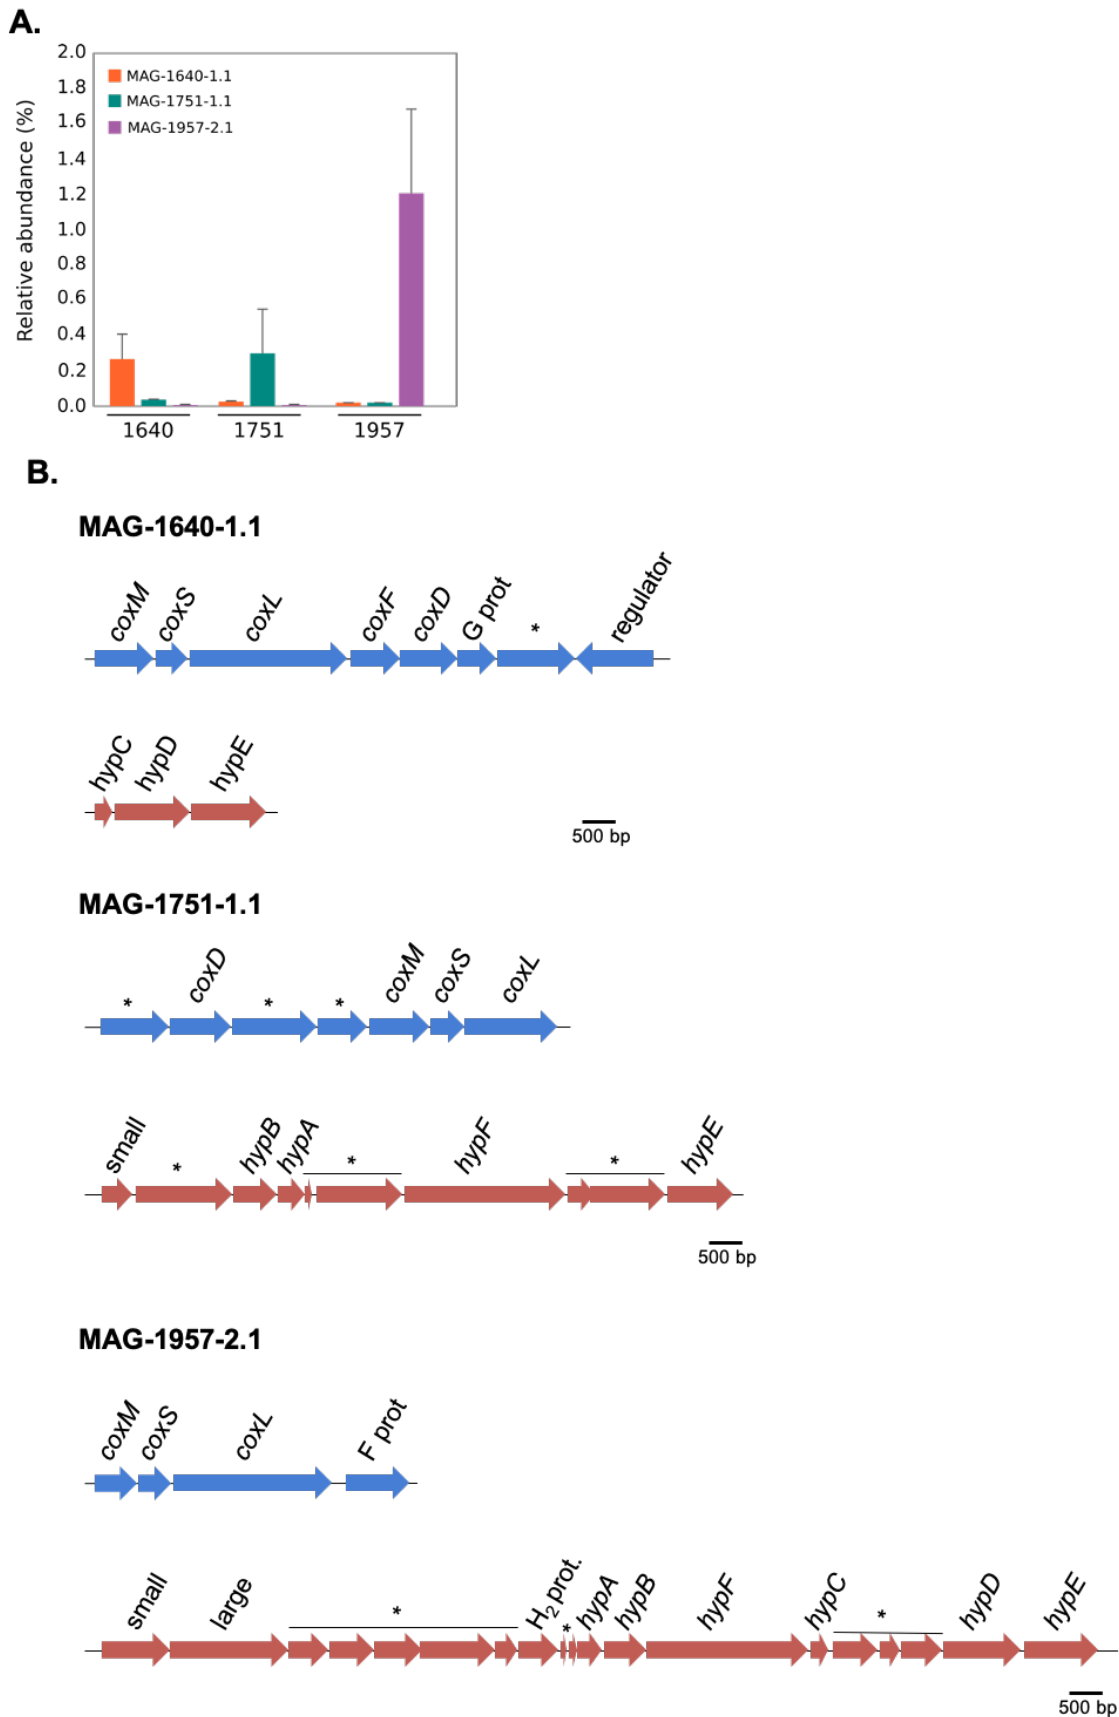 A.
2.0
1.8
1.6
1.4
1.2
1.0
0.8
0.6
0.4
0.2
0.0
Relative abundance (%)
MAG-1640-1.1
MAG-1751-1.1
MAG-1957-2.1
1640 1751 1957
B.
MAG-1640-1.1
coxM coxS coxL coxF coxD G prot * regulator
hypC hypD hypE
500 bp
MAG-1751-1.1
* coxD * * coxM coxS coxL
small * hypB hypA * hypF * hypE
500 bp
MAG-1957-2.1
coxM coxS coxL F prot
small large * H2 prot. * hypA hypB hypF hypC * hypD hypE
500 bp